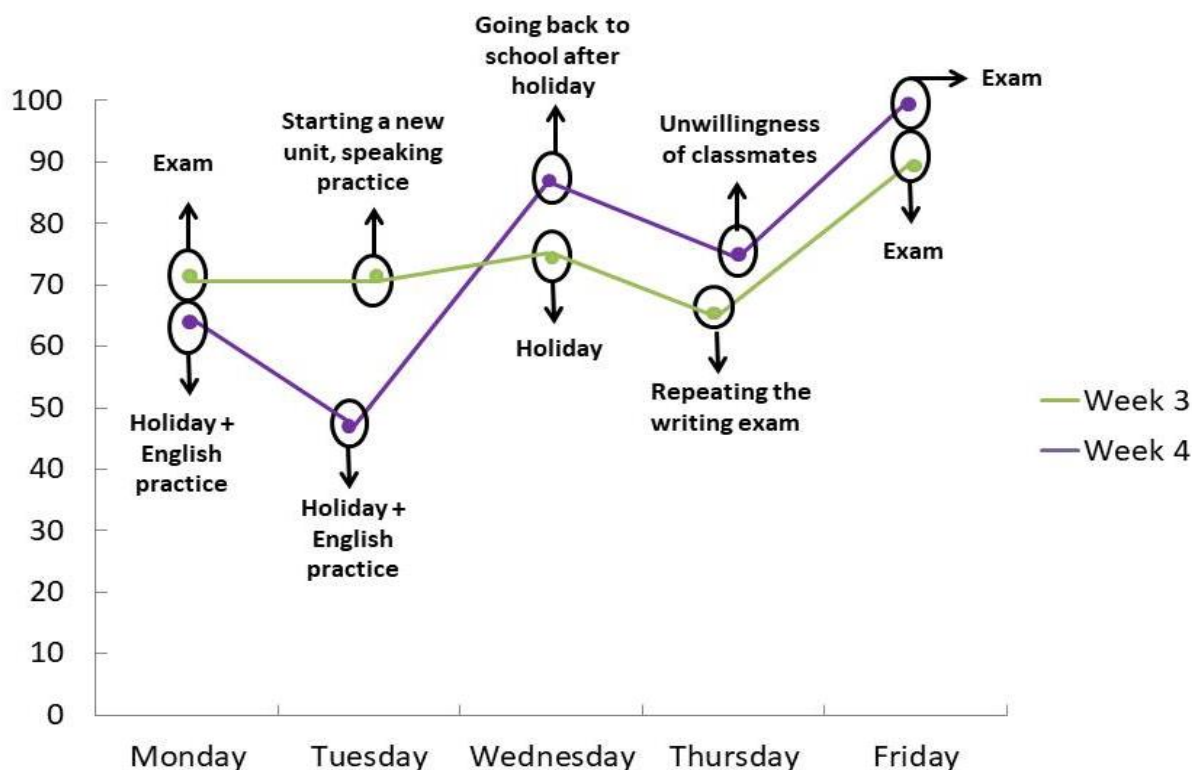 Going back to
school after
holiday
Exam
100
Starting a new
unit, speaking
practice
Unwillingness
of classmates
Exam
90
80
Exam
70
Holiday
60
Repeating the
writing exam
50
Week 3
Holiday +
English
practice
Week 4
40
Holiday +
English
practice
30
20
10
0
Monday
Tuesday
Wednesday
Thursday
Friday